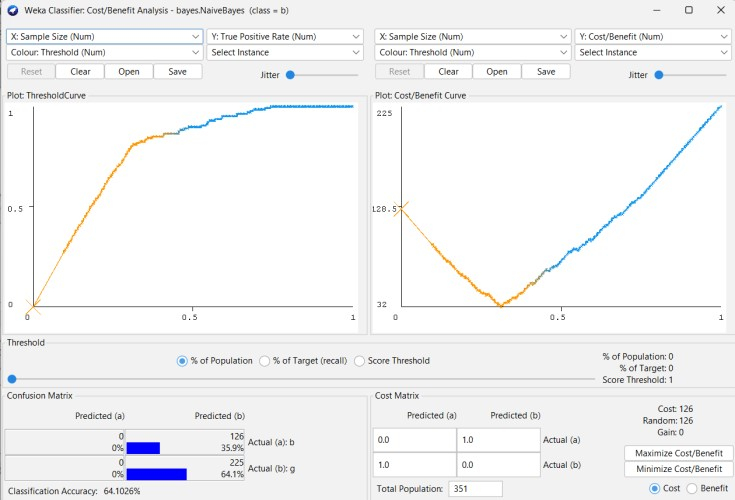 Weka Classifier: Cost/Benefit Analysis - bayes.NaiveBayes (class = b)
X: Sample Size (Num) Y: True Positive Rate (Num) X: Sample Size (Num) Y: Cost/Benefit (Num)
Colour: Threshold (Num) Select Instance Colour: Threshold (Num) Select Instance
Reset Clear Open Save Jitter Reset Clear Open Save Jitter
Plot: ThresholdCurve Plot: Cost/Benefit Curve
1 225
0.5 128.5
0 32
0 0.5 1 0 0.5 1
Threshold
% of Population % of Target (recall) Score Threshold
% of Population: 0
% of Target: 0
Score Threshold: 1
Confusion Matrix
Predicted (a) Predicted (b)
0 126
0% 35.9% Actual (a): b
0 225
0% 64.1% Actual (b): g
Classification Accuracy: 64.1026%
Cost Matrix
Predicted (a) Predicted (b)
0.0 1.0 Actual (a)
1.0 0.0 Actual (b)
Total Population: 351
Cost: 126
Random: 126
Gain: 0
Maximize Cost/Benefit
Minimize Cost/Benefit
Cost Benefit